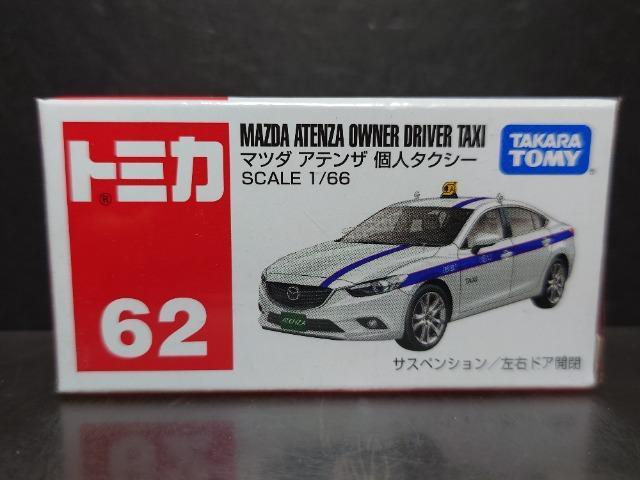 トミカ
®
62
MAZDA ATENZA OWNER DRIVER TAXI
マツダ アテンザ 個人タクシー
SCALE 1/66
TAKARA
TOMY
TAXI
ATENZA
サスペンション/左右ドア開閉